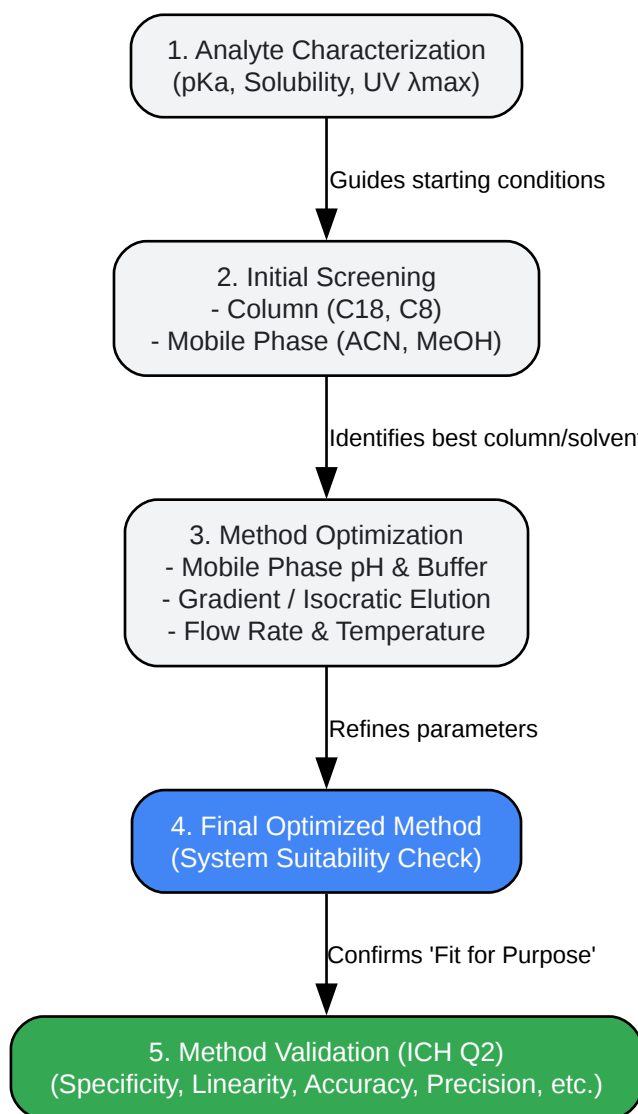 1. Analyte Characterization
(pKa, Solubility, UV λmax)
Guides starting conditions
2. Initial Screening
- Column (C18, C8)
- Mobile Phase (ACN, MeOH)
Identifies best column/solvent
3. Method Optimization
- Mobile Phase pH & Buffer
- Gradient / Isocratic Elution
- Flow Rate & Temperature
Refines parameters
4. Final Optimized Method
(System Suitability Check)
Confirms 'Fit for Purpose'
5. Method Validation (ICH Q2)
(Specificity, Linearity, Accuracy, Precision, etc.)